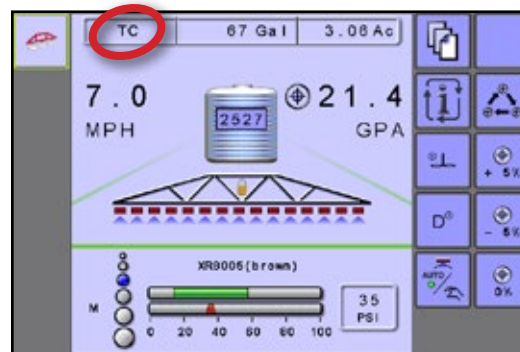 TC 67 Gal 3.06 Ac
7.0 21.4
2527
MPH GPA
+ 5%
D
- 5%
XR8005(brown)
AUTO
0%
M
35
PSI
0 20 40 60 80 100